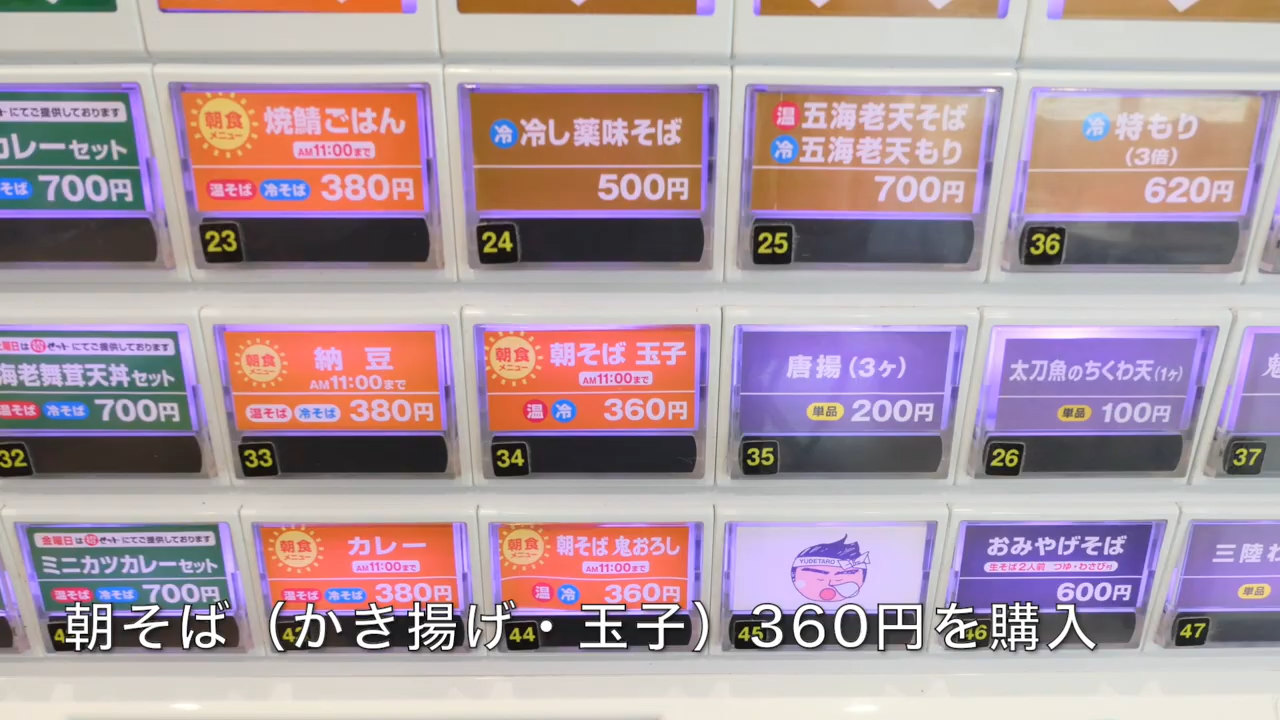 ットにてご提供しております
カレーセット
そば 700円
朝食
メニュー
焼鯖ごはん
AM11:00まで
温そば 冷そば 380円
23
冷 冷し薬味そば
500円
24
温 五海老天そば
冷 五海老天もり
700円
25
冷 特もり
(3倍)
620円
36
曜日は 超 セットにてご提供しております
海老舞茸天丼セット
温そば 冷そば 700円
32
朝食
メニュー
納豆
AM11:00まで
温そば 冷そば 380円
33
朝食
メニュー
朝そば 玉子
AM11:00まで
温 冷 360円
34
唐揚(3ヶ)
単品 200円
35
太刀魚のちくわ天(1ヶ)
単品 100円
26
鬼
37
金曜日は 超 セットにてご提供しております
ミニカツカレーセット
温そば 冷そば 700円
朝食
メニュー
カレー
AM11:00まで
温そば 冷そば 380円
朝食
メニュー
朝そば 鬼おろし
AM11:00まで
温 冷 360円
44
YUDETARO
45
おみやげそば
生そば2人前 つゆ・わさび付
600円
46
三陸
単品
47
朝そば（かき揚げ・玉子）360円を購入